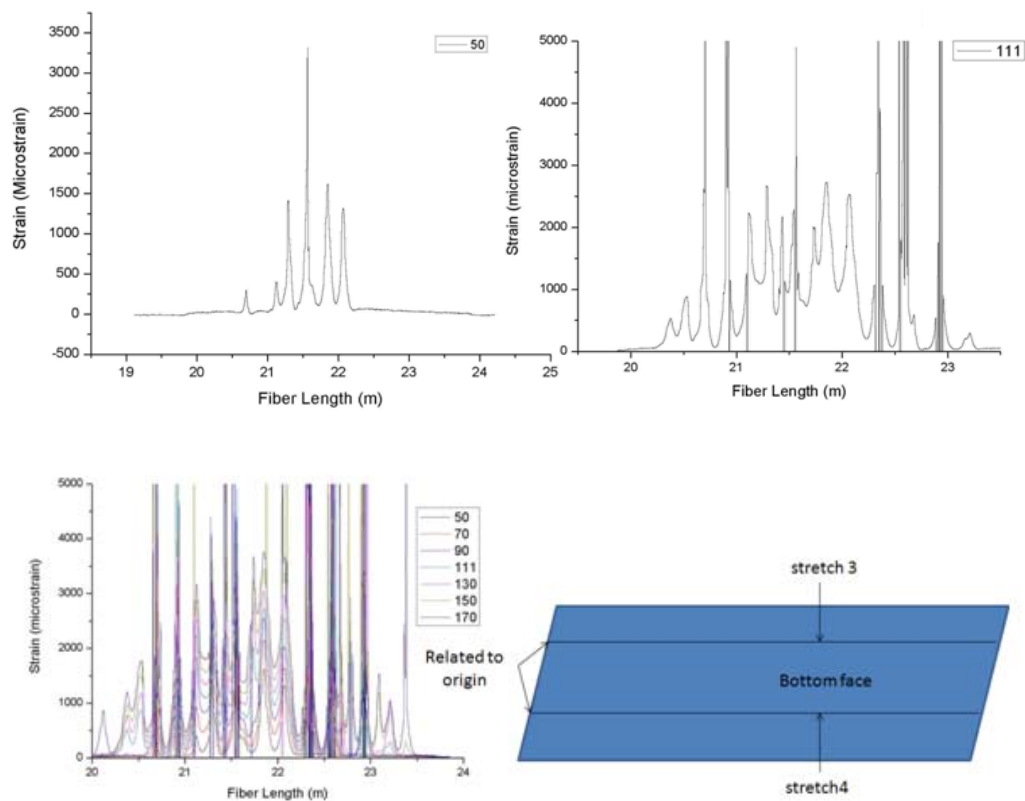 3500
3000
2500
2000
1500
1000
500
0
-500
Strain (Microstrain)
50
19 20 21 22 23 24 25
Fiber Length (m)
5000
4000
3000
2000
1000
0
Strain (microstrain)
111
20 21 22 23
Fiber Length (m)
5000
4000
3000
2000
1000
0
Strain (microstrain)
50
70
90
111
130
150
170
20 21 22 23 24
Fiber Length (m)
stretch 3
Related to
origin
Bottom face
stretch4